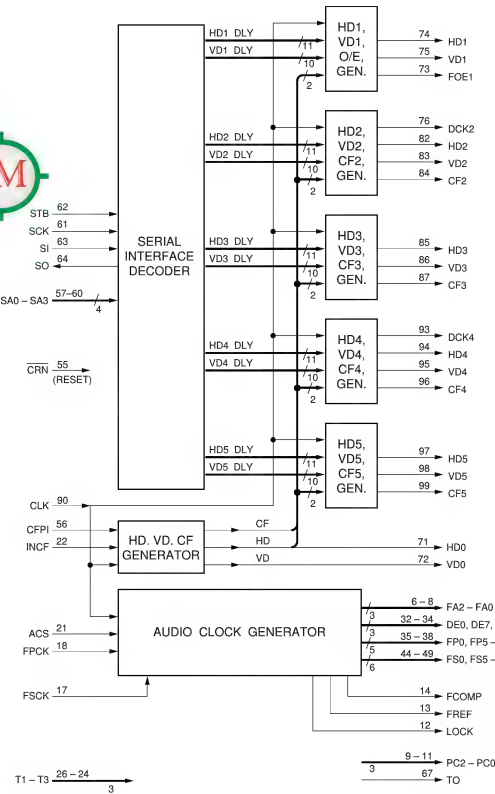 HD1 DLY
11
VD1 DLY
10
2
HD1,
VD1,
O/E,
GEN.
74 HD1
75 VD1
73 FOE1
M
HD2 DLY
11
VD2 DLY
10
2
HD2,
VD2,
CF2,
GEN.
76 DCK2
82 HD2
83 VD2
84 CF2
STB 62
SCK 61
SI 63
SO 64
SA0 – SA3 57–60
4
CRN 55
(RESET)
SERIAL
INTERFACE
DECODER
HD3 DLY
11
VD3 DLY
10
2
HD3,
VD3,
CF3,
GEN.
85 HD3
86 VD3
87 CF3
HD4 DLY
11
VD4 DLY
10
2
HD4,
VD4,
CF4,
GEN.
93 DCK4
94 HD4
95 VD4
96 CF4
HD5 DLY
11
VD5 DLY
10
2
HD5,
VD5,
CF5,
GEN.
97 HD5
98 VD5
99 CF5
CLK 90
CFPI 56
INCF 22
HD. VD. CF
GENERATOR
CF
HD
VD
71 HD0
72 VD0
ACS 21
FPCK 18
FSCK 17
AUDIO CLOCK GENERATOR
3 6 – 8 FA2 – FA0
3 32 – 34 DE0, DE7,
5 35 – 38 FP0, FP5 –
6 44 – 49 FS0, FS5 –
14 FCOMP
13 FREF
12 LOCK
3 9 – 11 PC2 – PC0
67 TO
T1 – T3 26 – 24
3